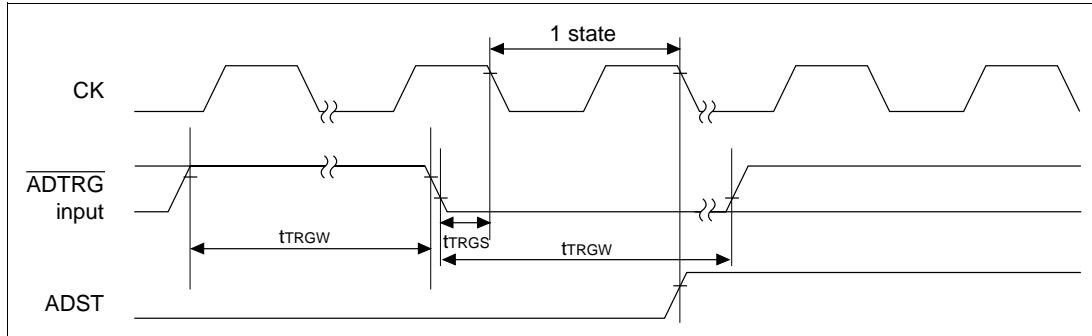 1 state
CK
ADTRG
input
tTRGW
tTRGS
tTRGW
ADST